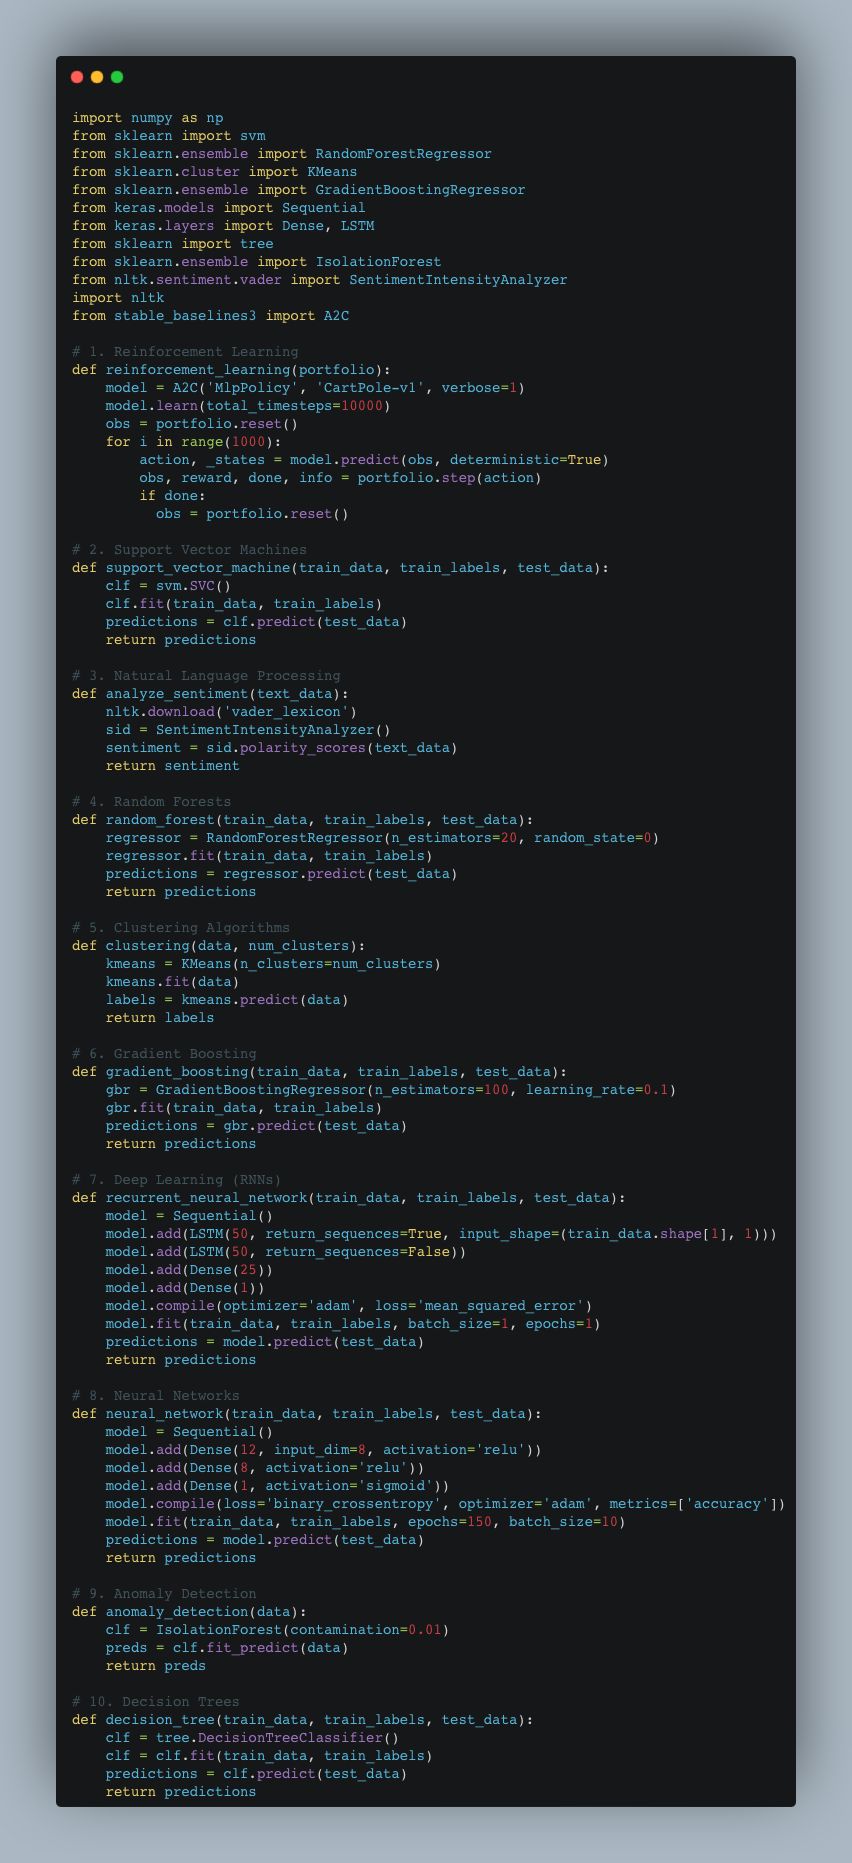 import numpy as np
from sklearn import svm
from sklearn.ensemble import RandomForestRegressor
from sklearn.cluster import KMeans
from sklearn.ensemble import GradientBoostingRegressor
from keras.models import Sequential
from keras.layers import Dense, LSTM
from sklearn import tree
from sklearn.ensemble import IsolationForest
from nltk.sentiment.vader import SentimentIntensityAnalyzer
import nltk
from stable_baselines3 import A2C

# 1. Reinforcement Learning
def reinforcement_learning(portfolio):
    model = A2C('MlpPolicy', 'CartPole-v1', verbose=1)
    model.learn(total_timesteps=10000)
    obs = portfolio.reset()
    for i in range(1000):
        action, _states = model.predict(obs, deterministic=True)
        obs, reward, done, info = portfolio.step(action)
        if done:
          obs = portfolio.reset()

# 2. Support Vector Machines
def support_vector_machine(train_data, train_labels, test_data):
    clf = svm.SVC()
    clf.fit(train_data, train_labels)
    predictions = clf.predict(test_data)
    return predictions

# 3. Natural Language Processing
def analyze_sentiment(text_data):
    nltk.download('vader_lexicon')
    sid = SentimentIntensityAnalyzer()
    sentiment = sid.polarity_scores(text_data)
    return sentiment

# 4. Random Forests
def random_forest(train_data, train_labels, test_data):
    regressor = RandomForestRegressor(n_estimators=20, random_state=0)
    regressor.fit(train_data, train_labels)
    predictions = regressor.predict(test_data)
    return predictions

# 5. Clustering Algorithms
def clustering(data, num_clusters):
    kmeans = KMeans(n_clusters=num_clusters)
    kmeans.fit(data)
    labels = kmeans.predict(data)
    return labels

# 6. Gradient Boosting
def gradient_boosting(train_data, train_labels, test_data):
    gbr = GradientBoostingRegressor(n_estimators=100, learning_rate=0.1)
    gbr.fit(train_data, train_labels)
    predictions = gbr.predict(test_data)
    return predictions

# 7. Deep Learning (RNNs)
def recurrent_neural_network(train_data, train_labels, test_data):
    model = Sequential()
    model.add(LSTM(50, return_sequences=True, input_shape=(train_data.shape[1], 1)))
    model.add(LSTM(50, return_sequences=False))
    model.add(Dense(25))
    model.add(Dense(1))
    model.compile(optimizer='adam', loss='mean_squared_error')
    model.fit(train_data, train_labels, batch_size=1, epochs=1)
    predictions = model.predict(test_data)
    return predictions

# 8. Neural Networks
def neural_network(train_data, train_labels, test_data):
    model = Sequential()
    model.add(Dense(12, input_dim=8, activation='relu'))
    model.add(Dense(8, activation='relu'))
    model.add(Dense(1, activation='sigmoid'))
    model.compile(loss='binary_crossentropy', optimizer='adam', metrics=['accuracy'])
    model.fit(train_data, train_labels, epochs=150, batch_size=10)
    predictions = model.predict(test_data)
    return predictions

# 9. Anomaly Detection
def anomaly_detection(data):
    clf = IsolationForest(contamination=0.01)
    preds = clf.fit_predict(data)
    return preds

# 10. Decision Trees
def decision_tree(train_data, train_labels, test_data):
    clf = tree.DecisionTreeClassifier()
    clf = clf.fit(train_data, train_labels)
    predictions = clf.predict(test_data)
    return predictions